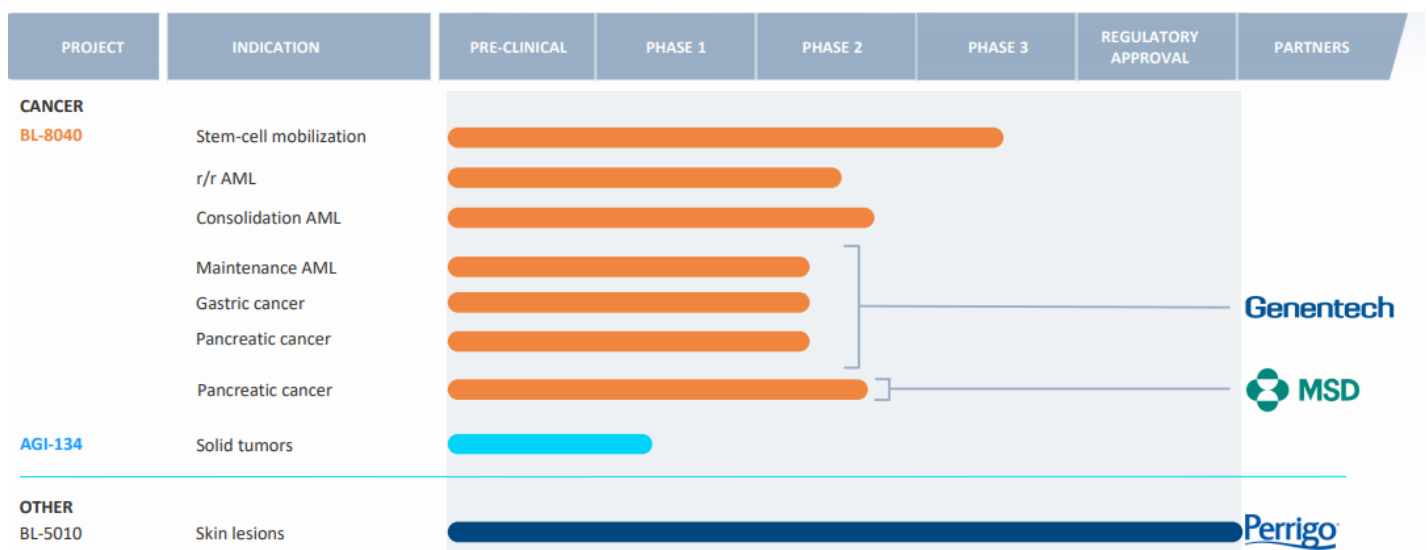 PROJECT INDICATION PRE-CLINICAL PHASE 1 PHASE 2 PHASE 3 REGULATORY APPROVAL PARTNERS
CANCER
BL-8040 Stem-cell mobilization
r/r AML
Consolidation AML
Maintenance AML
Gastric cancer
Genentech
Pancreatic cancer
Pancreatic cancer MSD
AGI-134 Solid tumors
OTHER
BL-5010 Skin lesions Perrigo